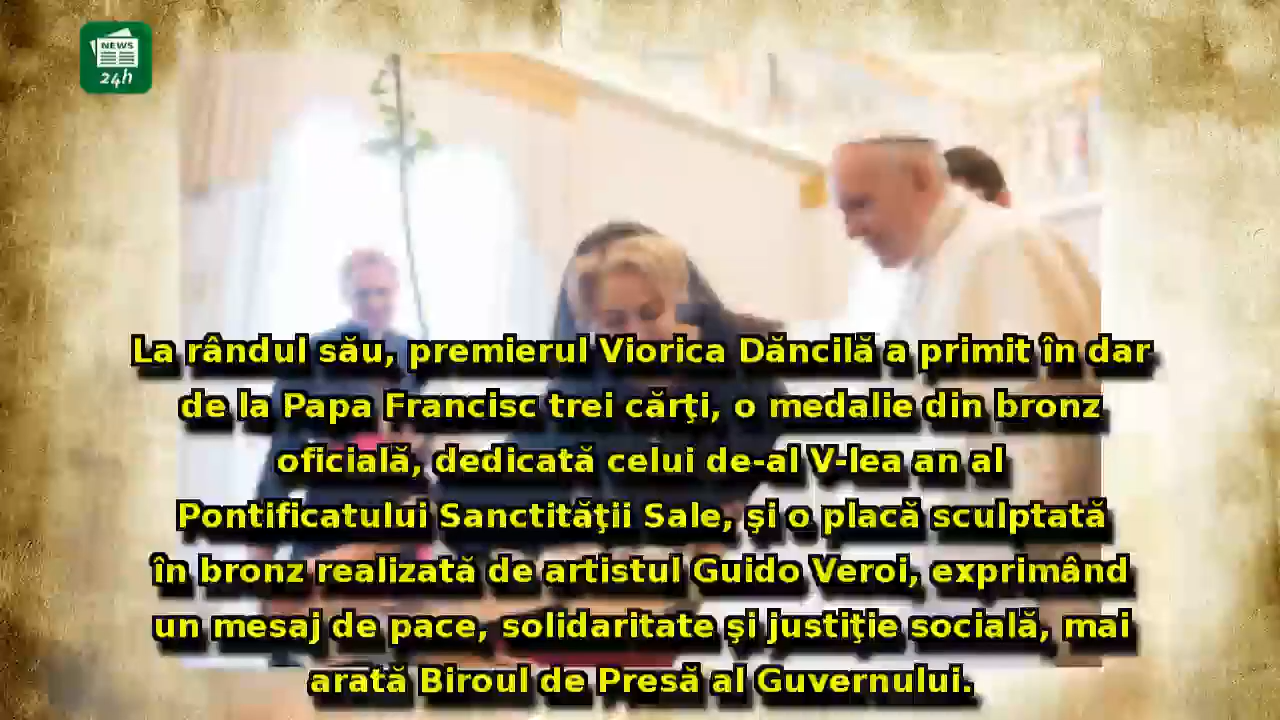 NEWS
24h
La rândul său, premierul Viorica Dăncilă a primit în dar
de la Papa Francisc trei cărţi, o medalie din bronz
oficială, dedicată celui de-al V-lea an al
Pontificatului Sanctităţii Sale, şi o placă sculptată
în bronz realizată de artistul Guido Veroi, exprimând
un mesaj de pace, solidaritate şi justiţie socială, mai
arată Biroul de Presă al Guvernului.